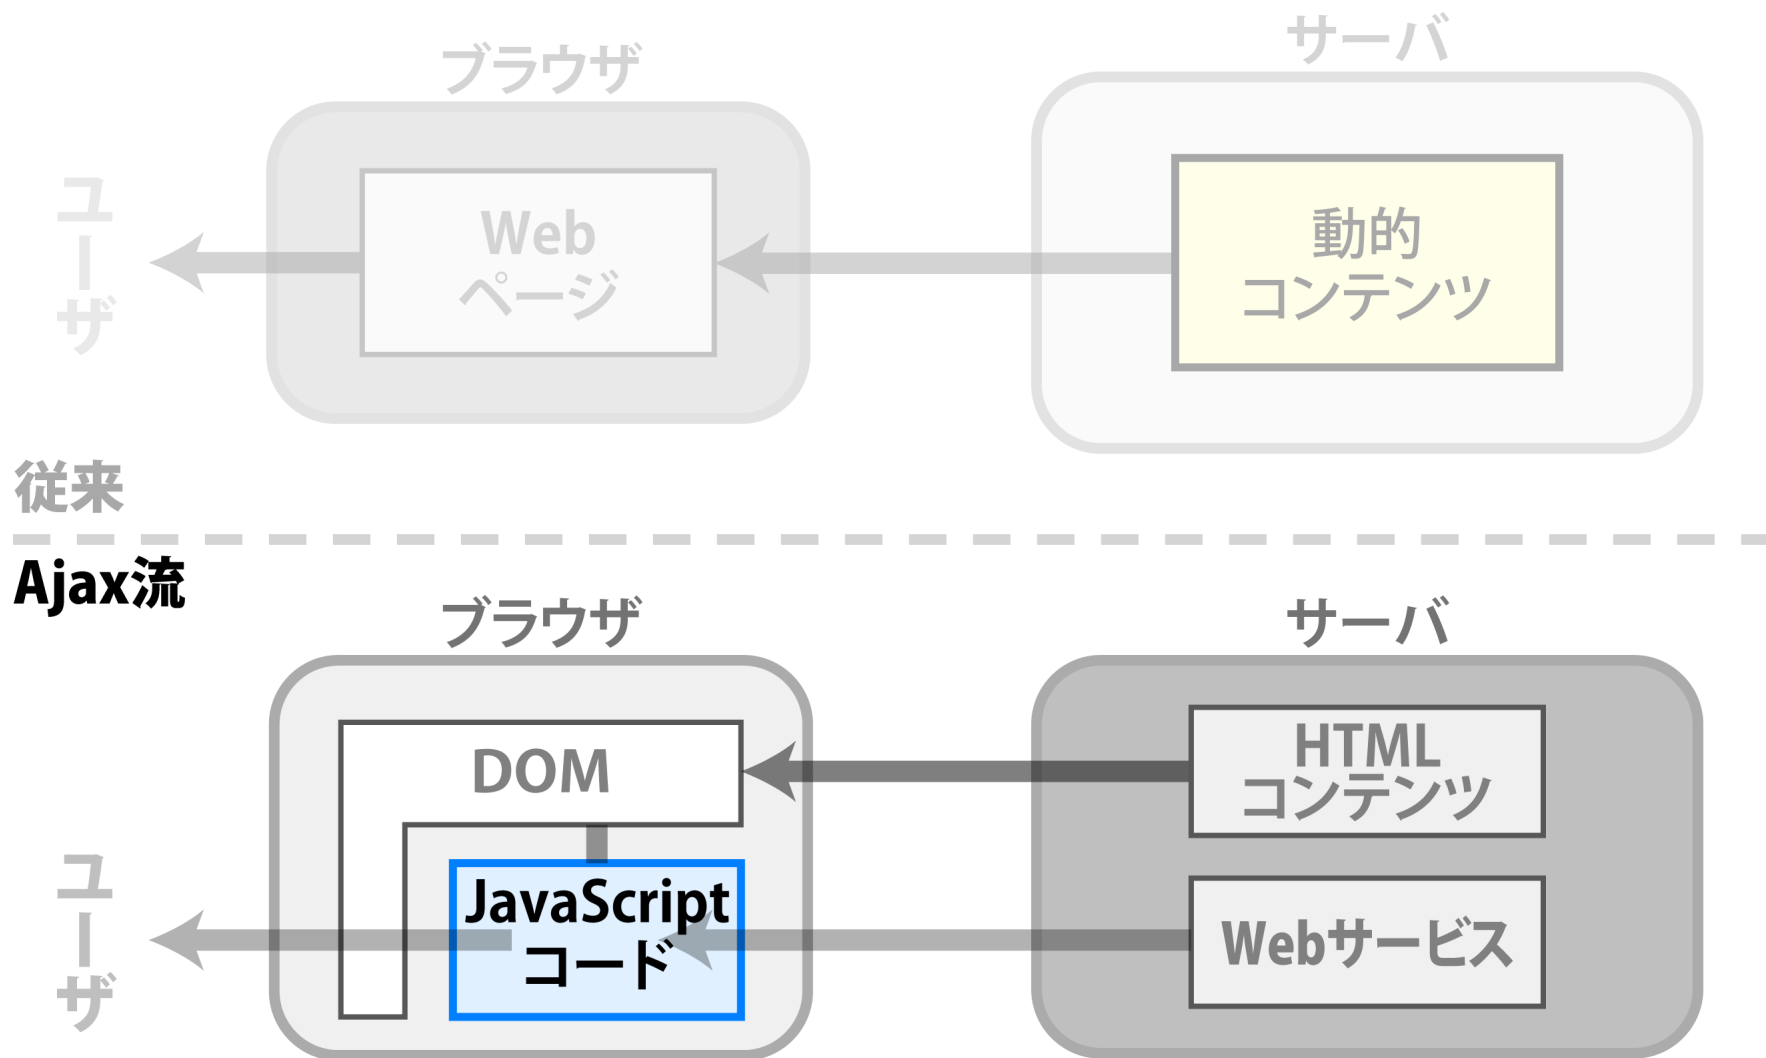 ブラウザ
サーバ
ユーザ
Web
ページ
動的
コンテンツ
従来
Ajax流
ブラウザ
サーバ
DOM
HTML
コンテンツ
ユーザ
JavaScript
コード
Webサービス